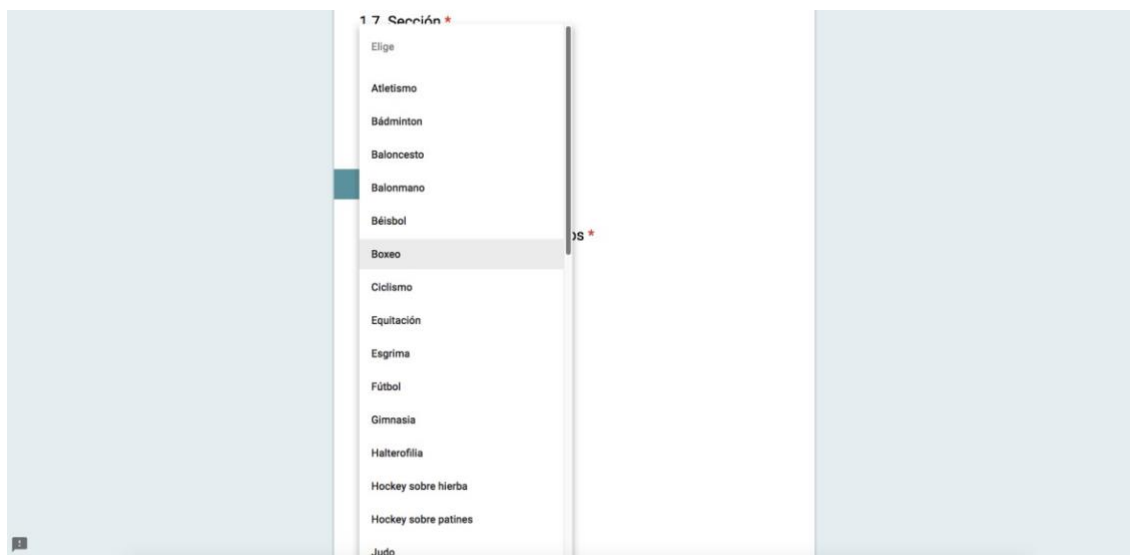 1.7. Sección *
Elige
Atletismo
Bádminton
Baloncesto
Balonmano
Béisbol
os *
Boxeo
Ciclismo
Equitación
Esgrima
Fútbol
Gimnasia
Halterofilia
Hockey sobre hierba
Hockey sobre patines
Judo